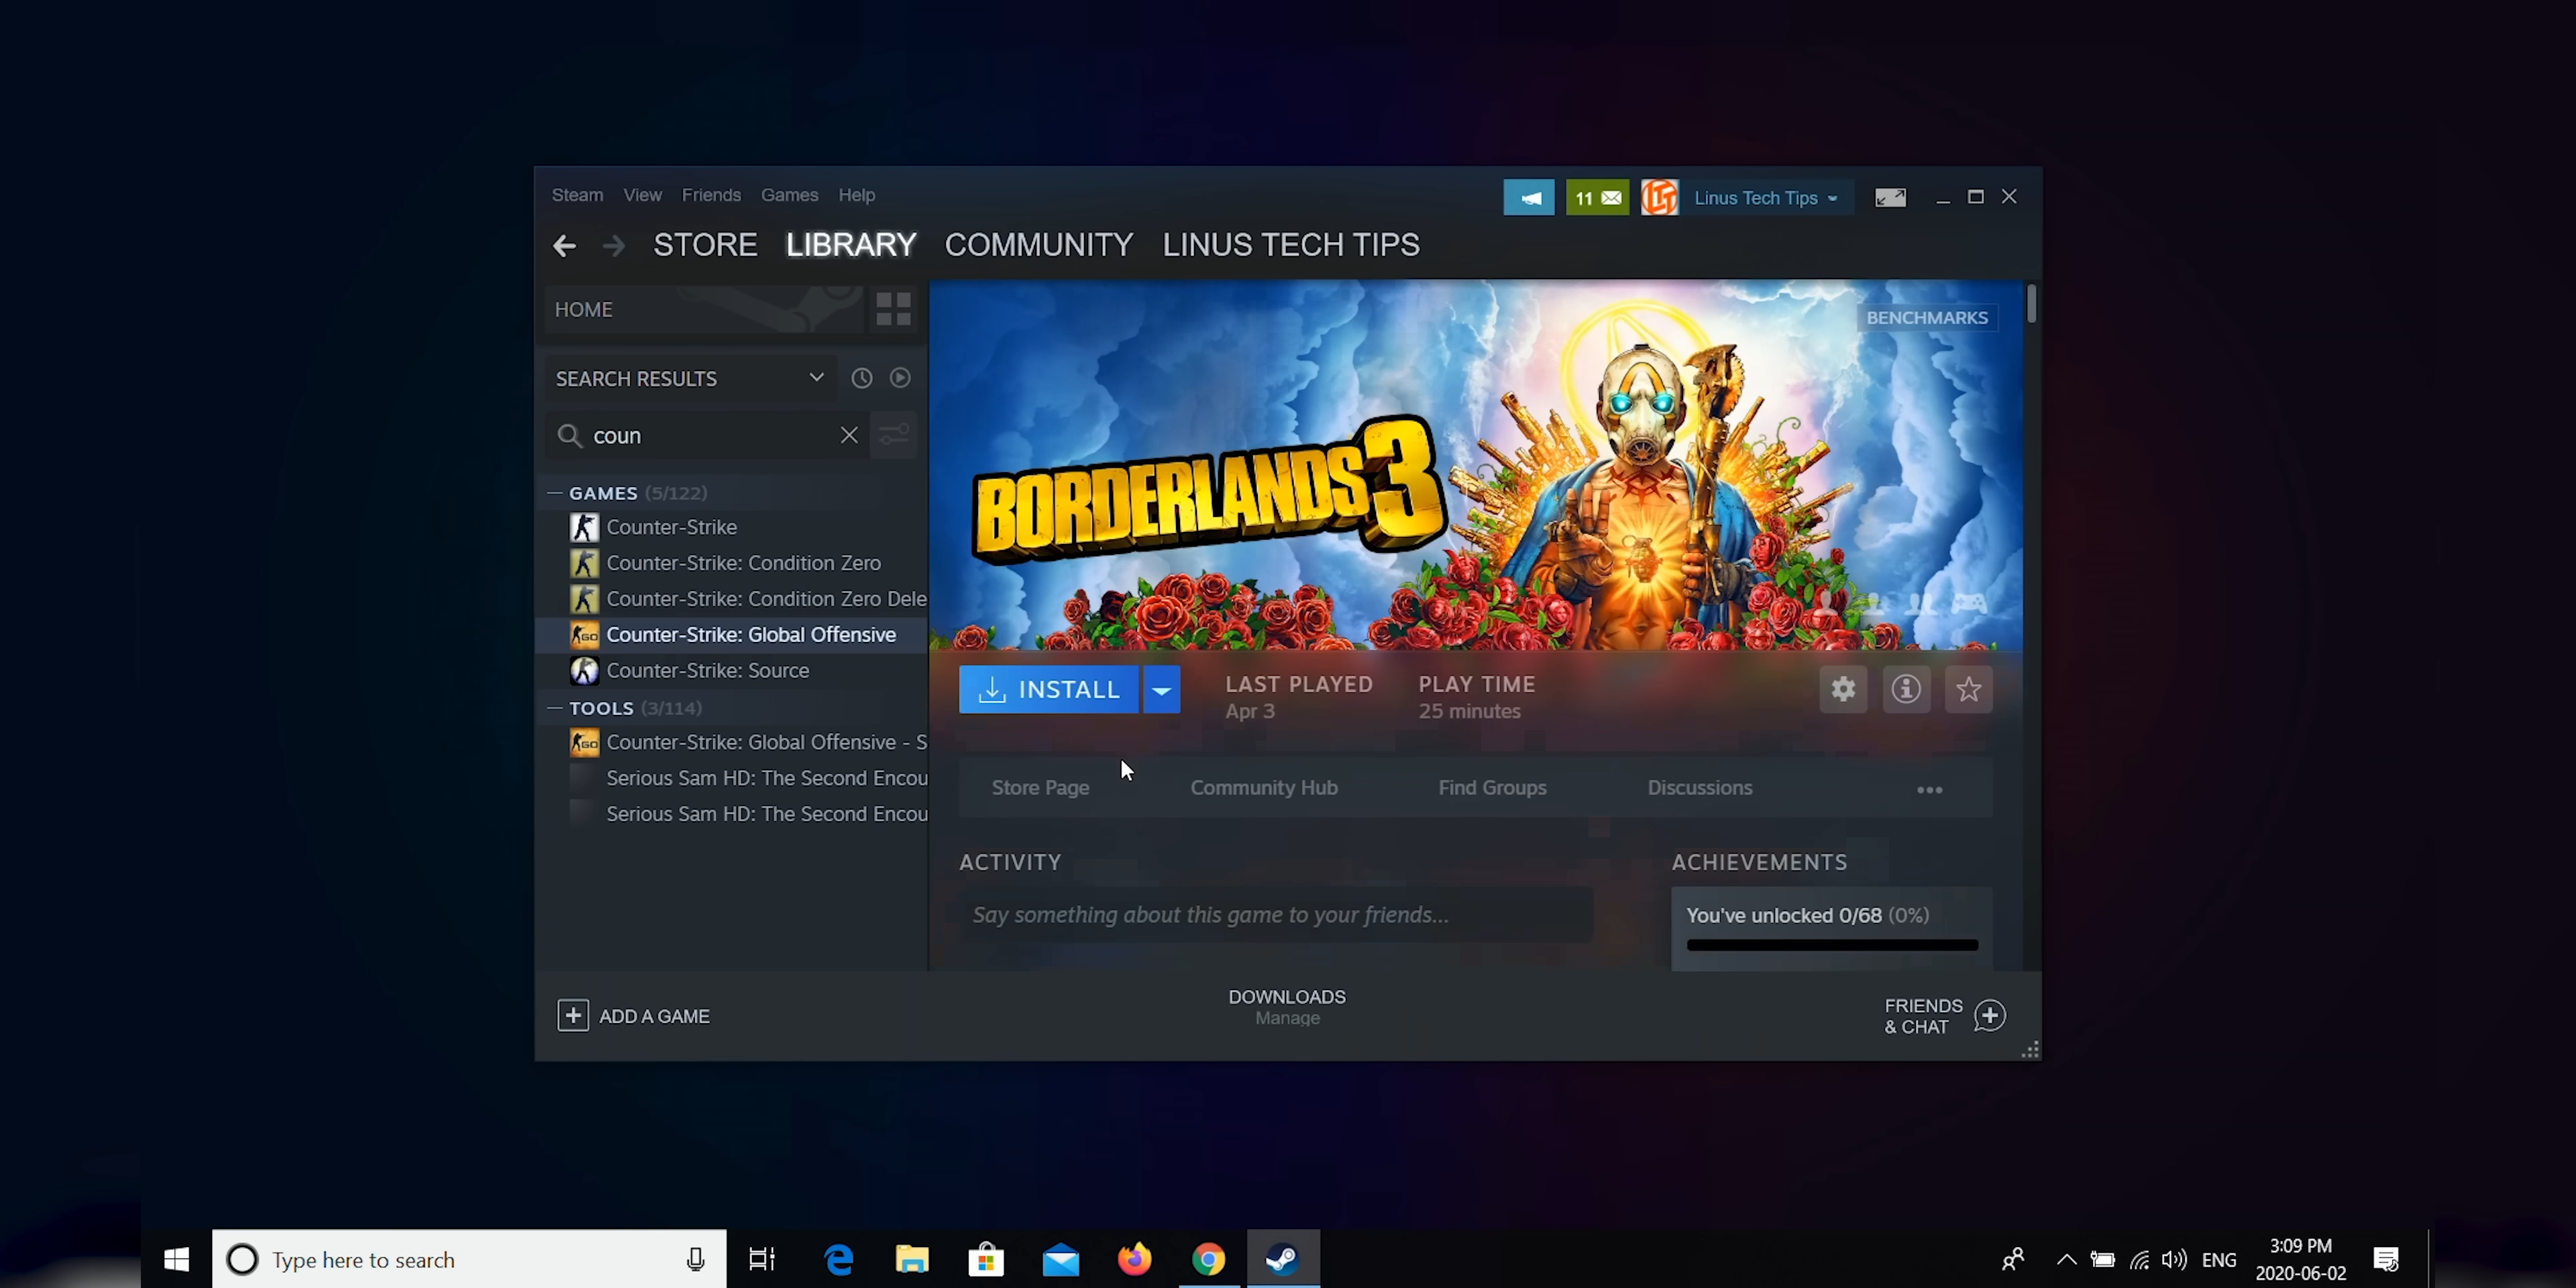 Steam View Friends Games Help
11
Linus Tech Tips
STORE LIBRARY COMMUNITY LINUS TECH TIPS
HOME
BENCHMARKS
SEARCH RESULTS
coun
BORDERLANDS 3
GAMES (5/122)
Counter-Strike
Counter-Strike: Condition Zero
Counter-Strike: Condition Zero Dele
GO Counter-Strike: Global Offensive
Counter-Strike: Source
TOOLS (3/114)
GO Counter-Strike: Global Offensive - S
Serious Sam HD: The Second Encou
Serious Sam HD: The Second Encou
INSTALL
LAST PLAYED
Apr 3
PLAY TIME
25 minutes
Store Page Community Hub Find Groups Discussions
ACTIVITY
Say something about this game to your friends...
ACHIEVEMENTS
You've unlocked 0/68 (0%)
ADD A GAME
DOWNLOADS
Manage
FRIENDS
& CHAT
Type here to search
ENG
3:09 PM
2020-06-02